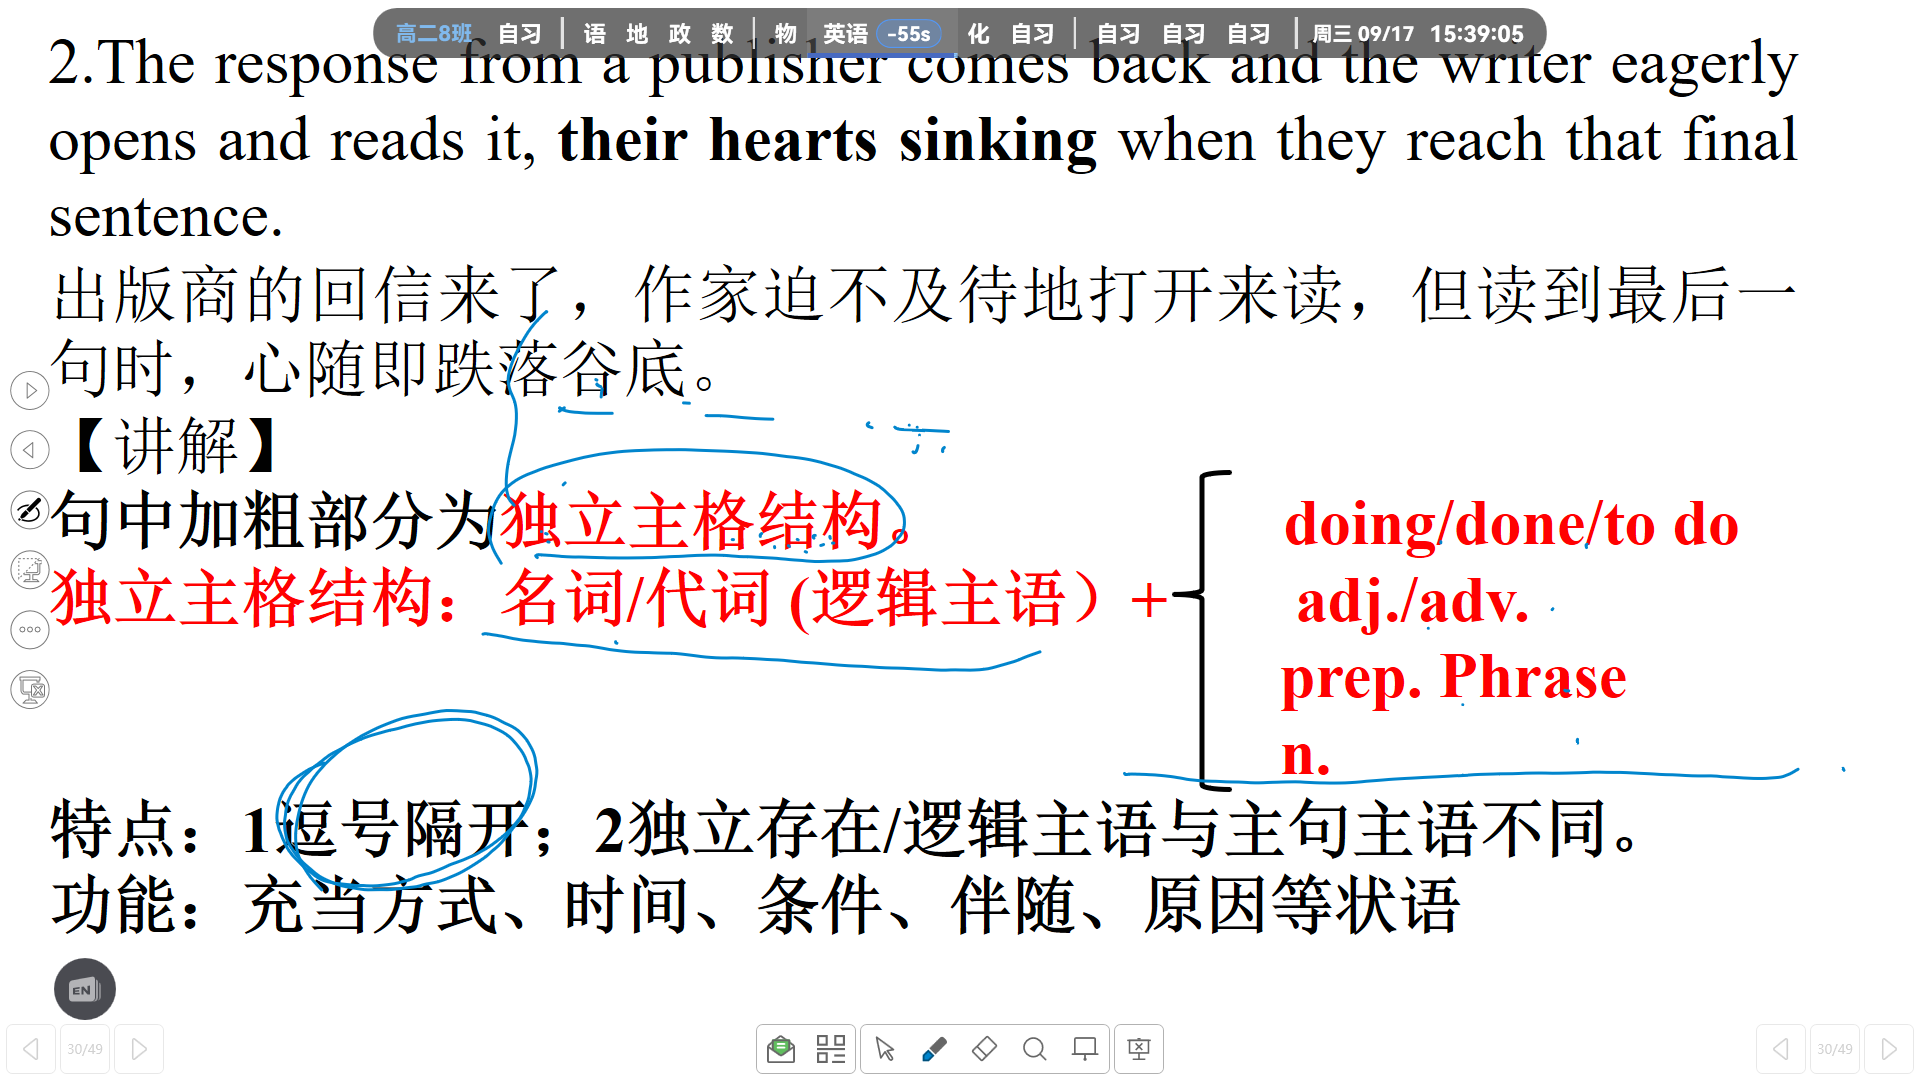 高二8班 自习 | 语 地 政 数 | 物 英语 -55s 化 自习 | 自习 自习 自习 | 周三 09/17 15:39:05
2.The response from a publisher comes back and the writer eagerly
opens and reads it, their hearts sinking when they reach that final
sentence.
出版商的回信来了，作家迫不及待地打开来读，但读到最后一
句时，心随即跌落谷底。
【讲解】
句中加粗部分为独立主格结构。
独立主格结构：名词/代词 (逻辑主语）+
doing/done/to do
adj./adv.
prep. Phrase
n.
特点：1逗号隔开；2独立存在/逻辑主语与主句主语不同。
功能：充当方式、时间、条件、伴随、原因等状语
EN
30/49
30/49